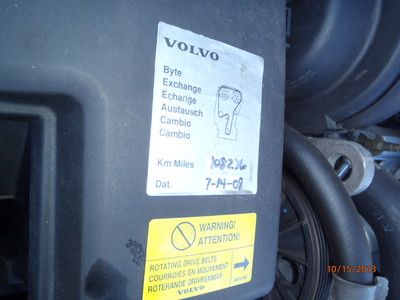 VOLVO
Byte
Exchange
Échange
Austausch
Cambio
Cambio
Km Miles 108236
Dat. 7-14-08
WARNING!
ATTENTION!
ROTATING DRIVE BELTS
COURROIES EN MOUVEMENT
ROTERANDE DRIVREMMAR
VOLVO
10/15/2013